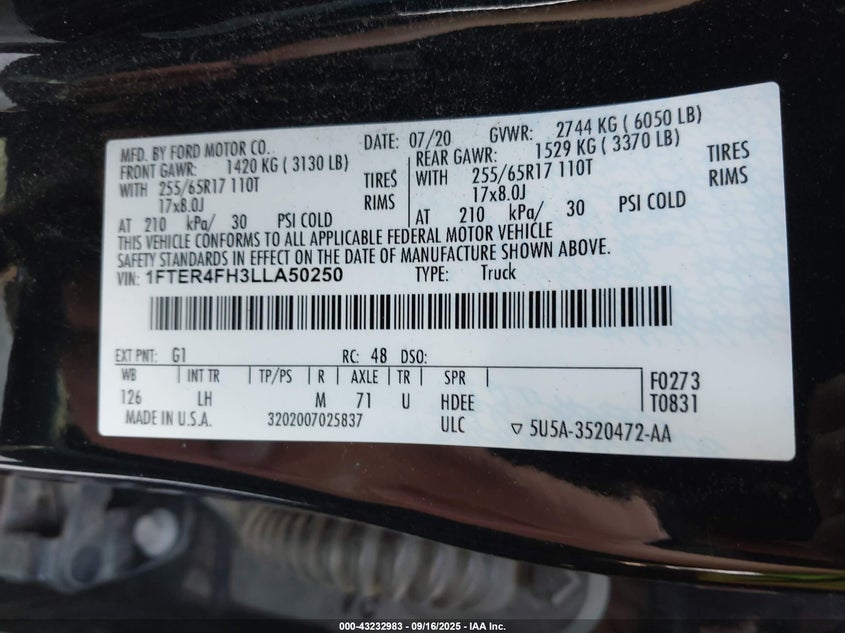 MFD. BY FORD MOTOR CO. DATE: 07/20 GVWR: 2744 KG ( 6050 LB)
FRONT GAWR: 1420 KG ( 3130 LB) REAR GAWR: 1529 KG ( 3370 LB)
WITH 255/65R17 110T TIRES WITH 255/65R17 110T TIRES
17x8.0J RIMS 17x8.0J RIMS
AT 210 kPa/ 30 PSI COLD AT 210 kPa/ 30 PSI COLD
THIS VEHICLE CONFORMS TO ALL APPLICABLE FEDERAL MOTOR VEHICLE
SAFETY STANDARDS IN EFFECT ON THE DATE OF MANUFACTURE SHOWN ABOVE.
VIN: 1FTER4FH3LLA50250 TYPE: Truck
EXT PNT: G1 RC: 48 DSO:
WB INT TR TP/PS R AXLE TR SPR F0273
126 LH M 71 U HDEE T0831
MADE IN U.S.A. 3202007025837 ULC ▽ 5U5A-3520472-AA
000-43232983 - 09/16/2025 - IAA Inc.